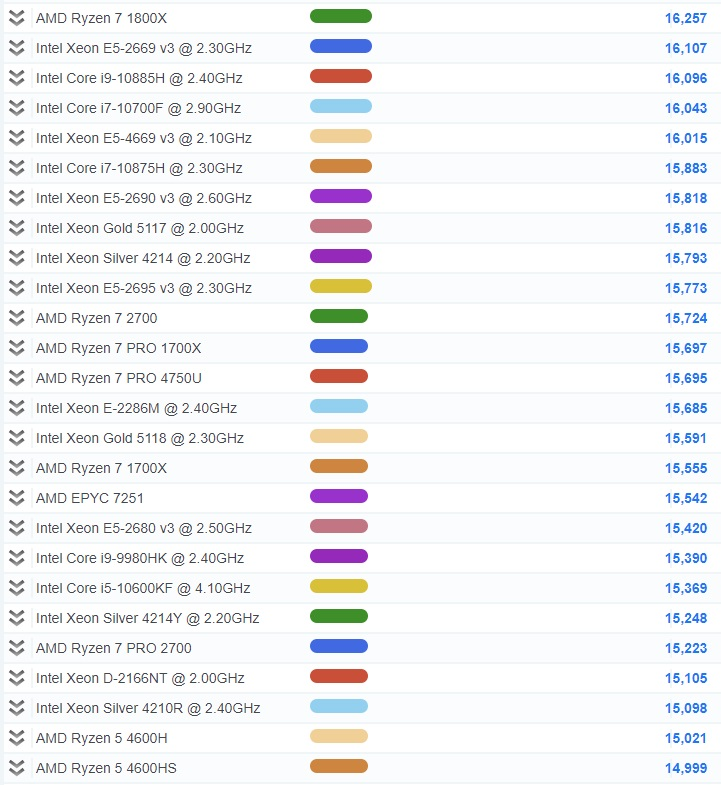 AMD Ryzen 7 1800X 16,257
Intel Xeon E5-2669 v3 @ 2.30GHz 16,107
Intel Core i9-10885H @ 2.40GHz 16,096
Intel Core i7-10700F @ 2.90GHz 16,043
Intel Xeon E5-4669 v3 @ 2.10GHz 16,015
Intel Core i7-10875H @ 2.30GHz 15,883
Intel Xeon E5-2690 v3 @ 2.60GHz 15,818
Intel Xeon Gold 5117 @ 2.00GHz 15,816
Intel Xeon Silver 4214 @ 2.20GHz 15,793
Intel Xeon E5-2695 v3 @ 2.30GHz 15,773
AMD Ryzen 7 2700 15,724
AMD Ryzen 7 PRO 1700X 15,697
AMD Ryzen 7 PRO 4750U 15,695
Intel Xeon E-2286M @ 2.40GHz 15,685
Intel Xeon Gold 5118 @ 2.30GHz 15,591
AMD Ryzen 7 1700X 15,555
AMD EPYC 7251 15,542
Intel Xeon E5-2680 v3 @ 2.50GHz 15,420
Intel Core i9-9980HK @ 2.40GHz 15,390
Intel Core i5-10600KF @ 4.10GHz 15,369
Intel Xeon Silver 4214Y @ 2.20GHz 15,248
AMD Ryzen 7 PRO 2700 15,223
Intel Xeon D-2166NT @ 2.00GHz 15,105
Intel Xeon Silver 4210R @ 2.40GHz 15,098
AMD Ryzen 5 4600H 15,021
AMD Ryzen 5 4600HS 14,999